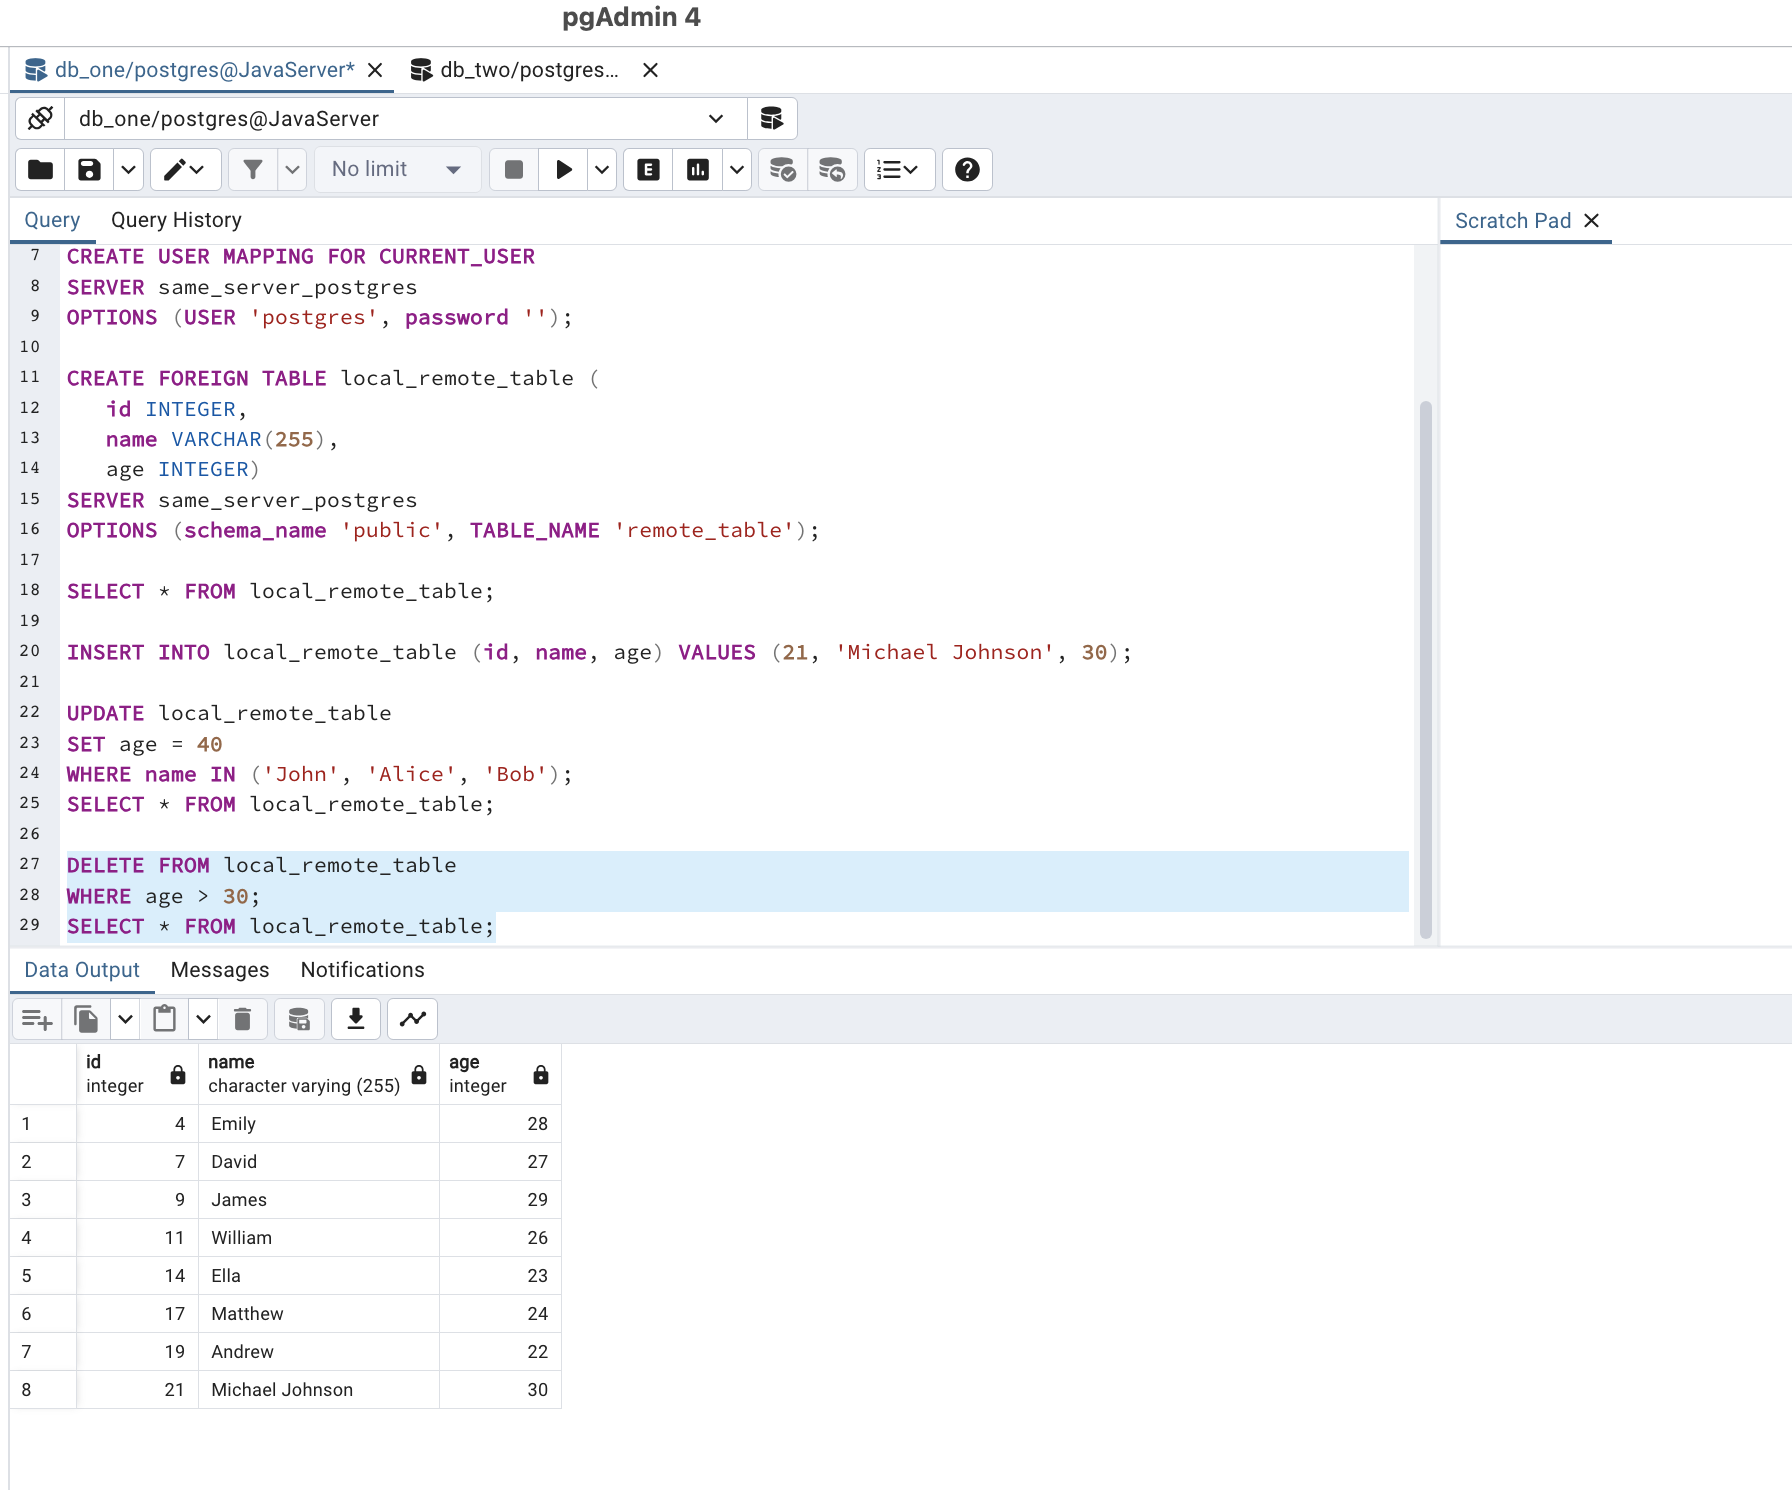 pgAdmin 4
db_one/postgres@JavaServer*
db_two/postgres...
db_one/postgres@JavaServer
No limit
E
Query
Query History
Scratch Pad
7 CREATE USER MAPPING FOR CURRENT_USER
8 SERVER same_server_postgres
9 OPTIONS (USER 'postgres', password '');
10
11 CREATE FOREIGN TABLE local_remote_table (
12 id INTEGER,
13 name VARCHAR(255),
14 age INTEGER)
15 SERVER same_server_postgres
16 OPTIONS (schema_name 'public', TABLE_NAME 'remote_table');
17
18 SELECT * FROM local_remote_table;
19
20 INSERT INTO local_remote_table (id, name, age) VALUES (21, 'Michael Johnson', 30);
21
22 UPDATE local_remote_table
23 SET age = 40
24 WHERE name IN ('John', 'Alice', 'Bob');
25 SELECT * FROM local_remote_table;
26
27 DELETE FROM local_remote_table
28 WHERE age > 30;
29 SELECT * FROM local_remote_table;
Data Output Messages Notifications
id name age
integer character varying (255) integer
1 4 Emily 28
2 7 David 27
3 9 James 29
4 11 William 26
5 14 Ella 23
6 17 Matthew 24
7 19 Andrew 22
8 21 Michael Johnson 30